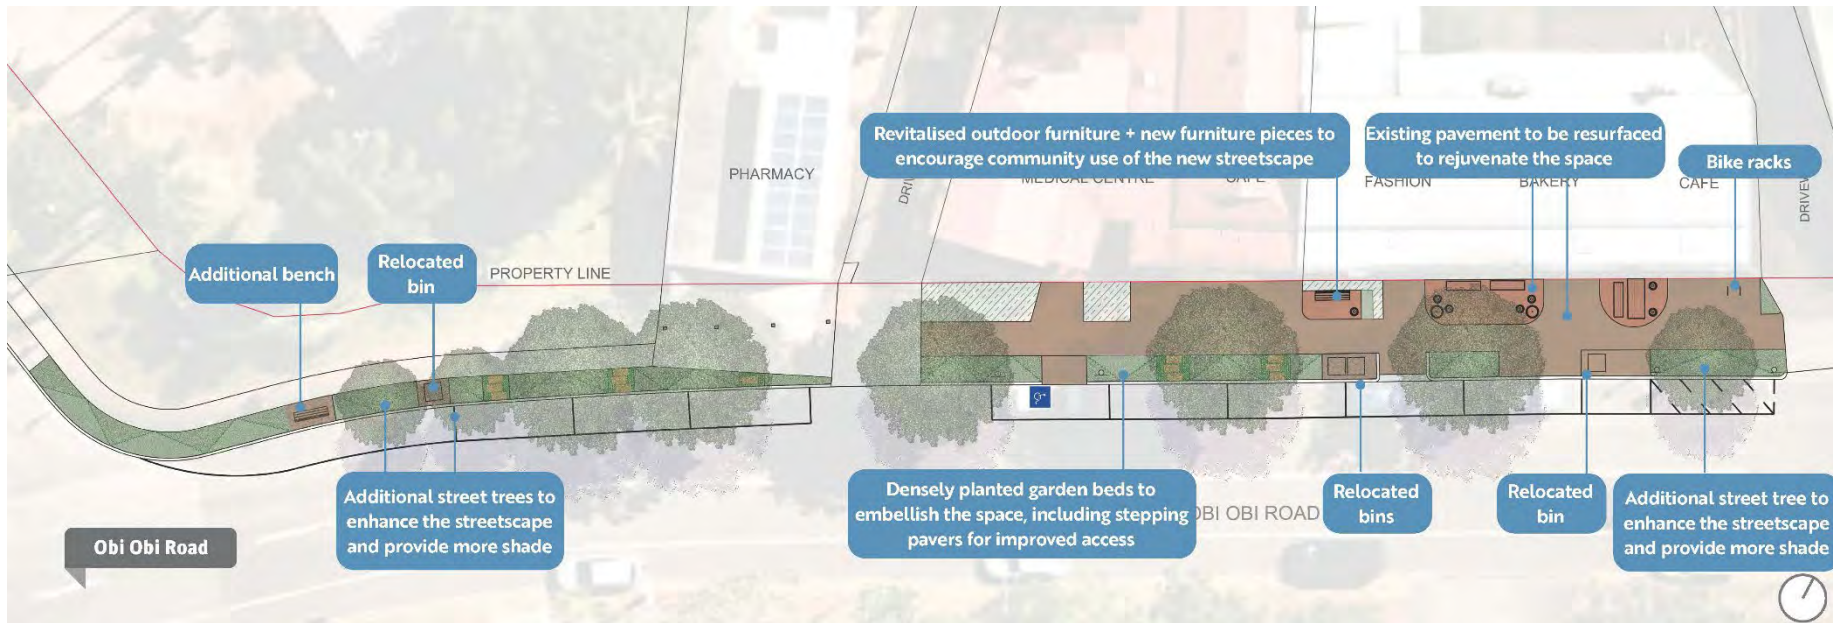 Revitalised outdoor furniture + new furniture pieces to
encourage community use of the new streetscape
Existing pavement to be resurfaced
to rejuvenate the space
Bike racks
PHARMACY
MEDICAL CENTRE
CAFE
FASHION
BAKERY
CAFE
Additional bench
Relocated
bin
PROPERTY LINE
Additional street trees to
enhance the streetscape
and provide more shade
Densely planted garden beds to
embellish the space, including stepping
pavers for improved access
OBI OBI ROAD
Relocated
bins
Relocated
bin
Additional street tree to
enhance the streetscape
and provide more shade
Obi Obi Road